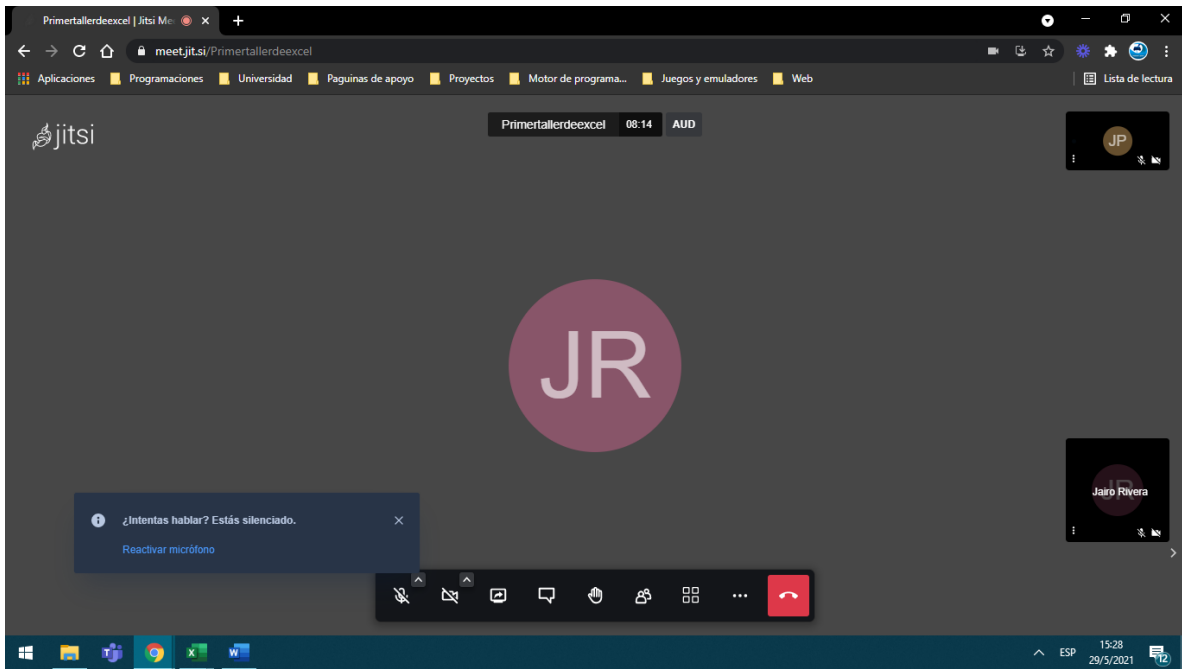 Primertallerdeexcel | Jitsi Me
meet.jit.si/Primertallerdeexcel
Aplicaciones Programaciones Universidad Paguinas de apoyo Proyectos Motor de programa... Juegos y emuladores Web Lista de lectura
jitsi
Primertallerdeexcel 08:14 AUD
JP
JR
Jairo Rivera
¿Intentas hablar? Estás silenciado.
Reactivar micrófono
ESP
15:28
29/5/2021
12